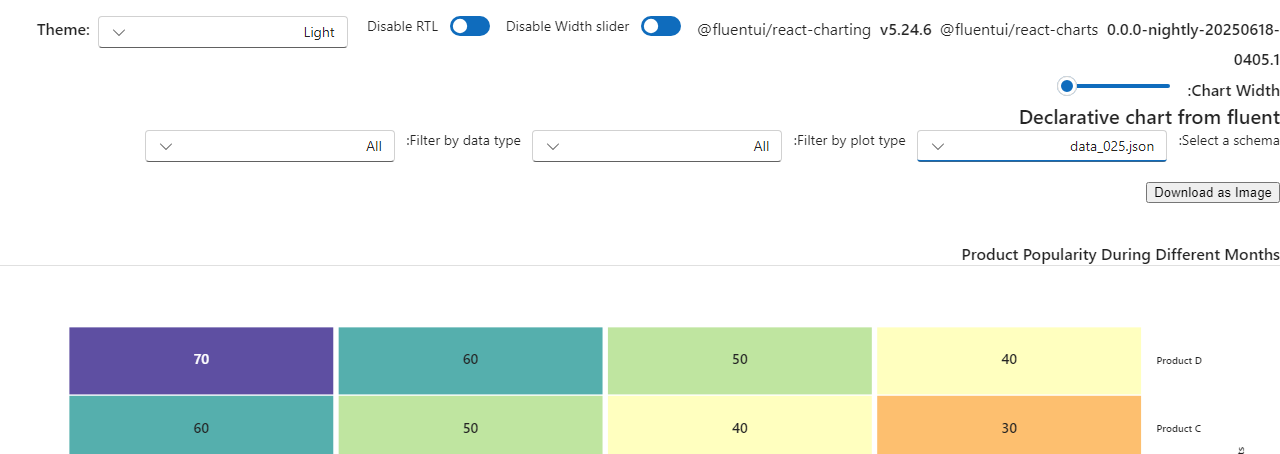 Theme: Light Disable RTL Disable Width slider @fluentui/react-charting v5.24.6 @fluentui/react-charts 0.0.0-nightly-20250618-
0405.1
:Chart Width
Declarative chart from fluent
:Select a schema data_025.json :Filter by plot type All :Filter by data type All
Download as Image
Product Popularity During Different Months
70 60 50 40 Product D
60 50 40 30 Product C